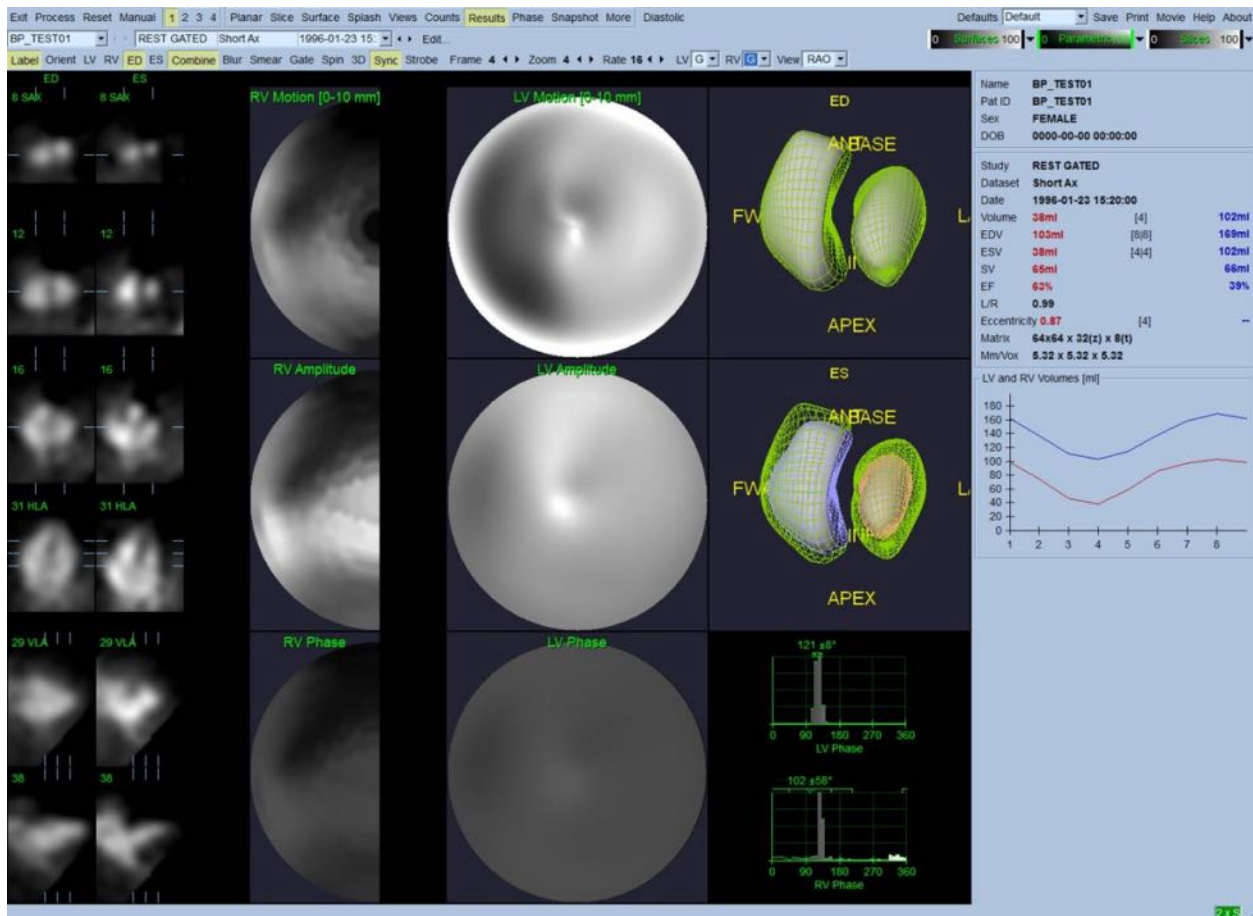 Exit Process Reset Manual 1 2 3 4 Planar Slice Surface Splash Views Counts Results Phase Snapshot More Diastolic
Defaults Default Save Print Movie Help About
BP_TEST01 REST GATED Short Ax 1996-01-23 15: Edit...
0 Surfaces 100 0 Parametric 0 Slices 100
Label Orient LV RV ED ES Combine Blur Smear Gate Spin 3D Sync Strobe Frame 4 Zoom 4 Rate 16 LV G RV G View RAO
ED ES
8 SAX 8 SAX
12 12
16 16
31 HLA 31 HLA
29 VLA 29 VLA
38 38
RV Motion [0-10 mm]
LV Motion [0-10 mm]
RV Amplitude
LV Amplitude
RV Phase
LV Phase
ED
ANT BASE
FW
INF
APEX
ES
ANT BASE
FW
INF
APEX
121 ±8°
0 90 180 270 360
LV Phase
102 ±56°
0 90 180 270 360
RV Phase
Name BP_TEST01
Pat ID BP_TEST01
Sex FEMALE
DOB 0000-00-00 00:00:00
Study REST GATED
Dataset Short Ax
Date 1996-01-23 15:20:00
Volume 38ml [4] 102ml
EDV 103ml [8|8] 169ml
ESV 38ml [4|4] 102ml
SV 65ml 66ml
EF 63% 39%
L/R 0.99
Eccentricity 0.87 [4] --
Matrix 64x64 x 32(z) x 8(t)
Mm/Vox 5.32 x 5.32 x 5.32
LV and RV Volumes [ml]
180
160
140
120
100
80
60
40
20
0
1 2 3 4 5 6 7 8
2 x S